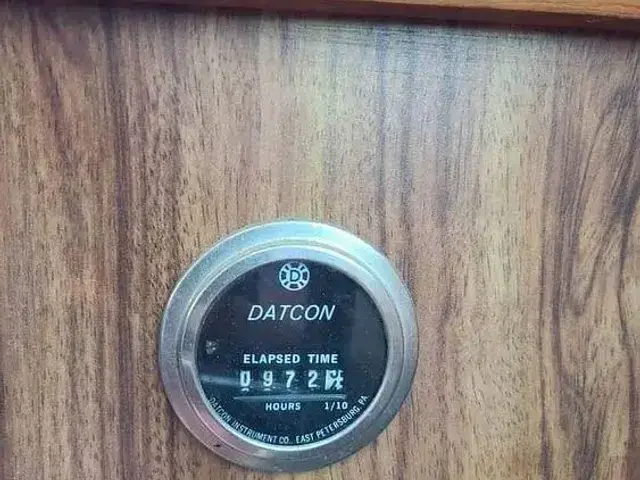 D
DATCON
ELAPSED TIME
0972
HOURS 1/10
DATCON INSTRUMENT CO., EAST PETERSBURG, PA